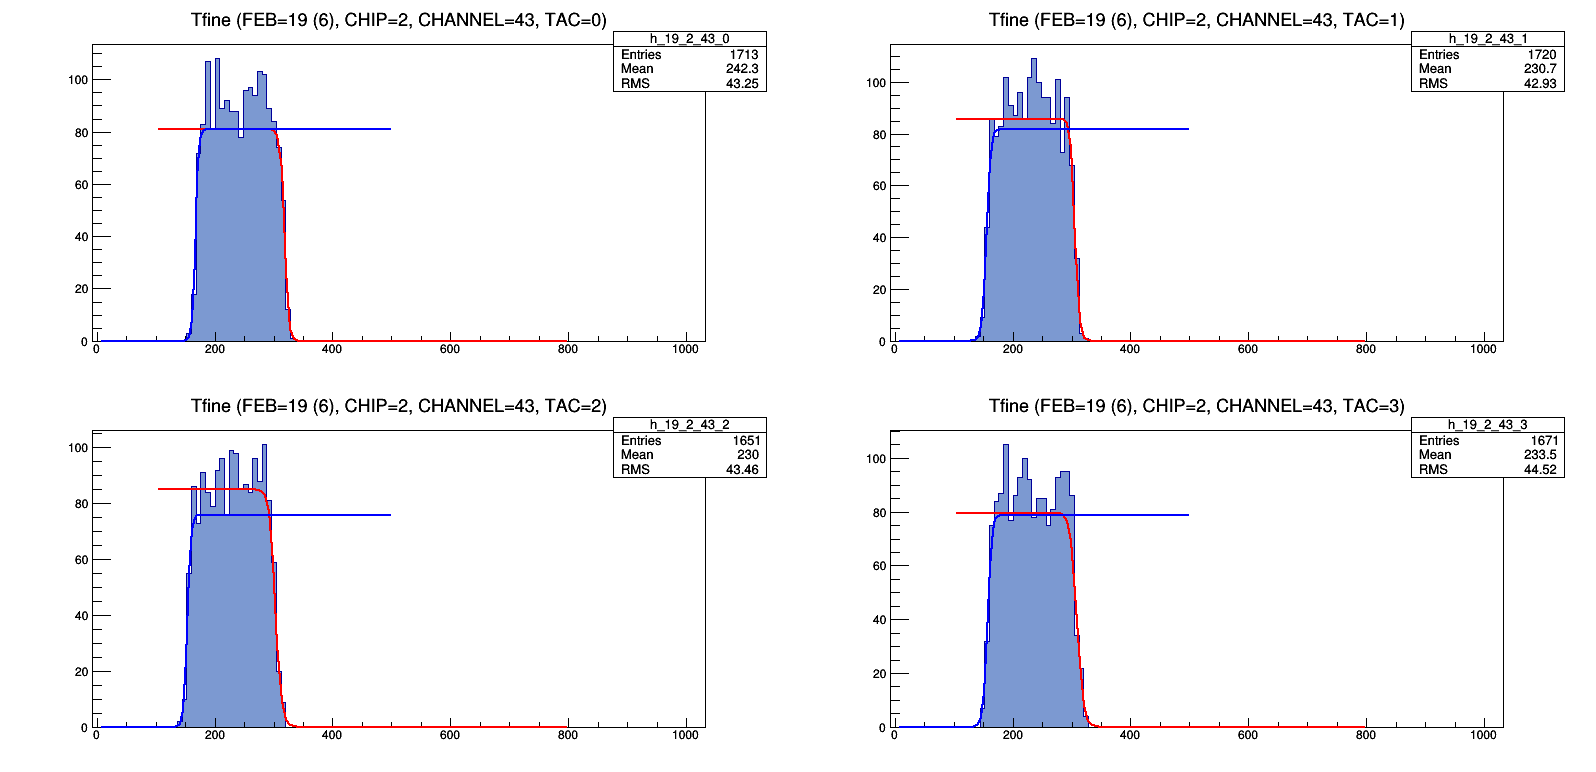 Tfine (FEB=19 (6), CHIP=2, CHANNEL=43, TAC=0)
h_19_2_43_0
Entries 1713
Mean 242.3
RMS 43.25
100
80
60
40
20
0
0 200 400 600 800 1000
Tfine (FEB=19 (6), CHIP=2, CHANNEL=43, TAC=1)
h_19_2_43_1
Entries 1720
Mean 230.7
RMS 42.93
100
80
60
40
20
0
0 200 400 600 800 1000
Tfine (FEB=19 (6), CHIP=2, CHANNEL=43, TAC=2)
h_19_2_43_2
Entries 1651
Mean 230
RMS 43.46
100
80
60
40
20
0
0 200 400 600 800 1000
Tfine (FEB=19 (6), CHIP=2, CHANNEL=43, TAC=3)
h_19_2_43_3
Entries 1671
Mean 233.5
RMS 44.52
100
80
60
40
20
0
0 200 400 600 800 1000